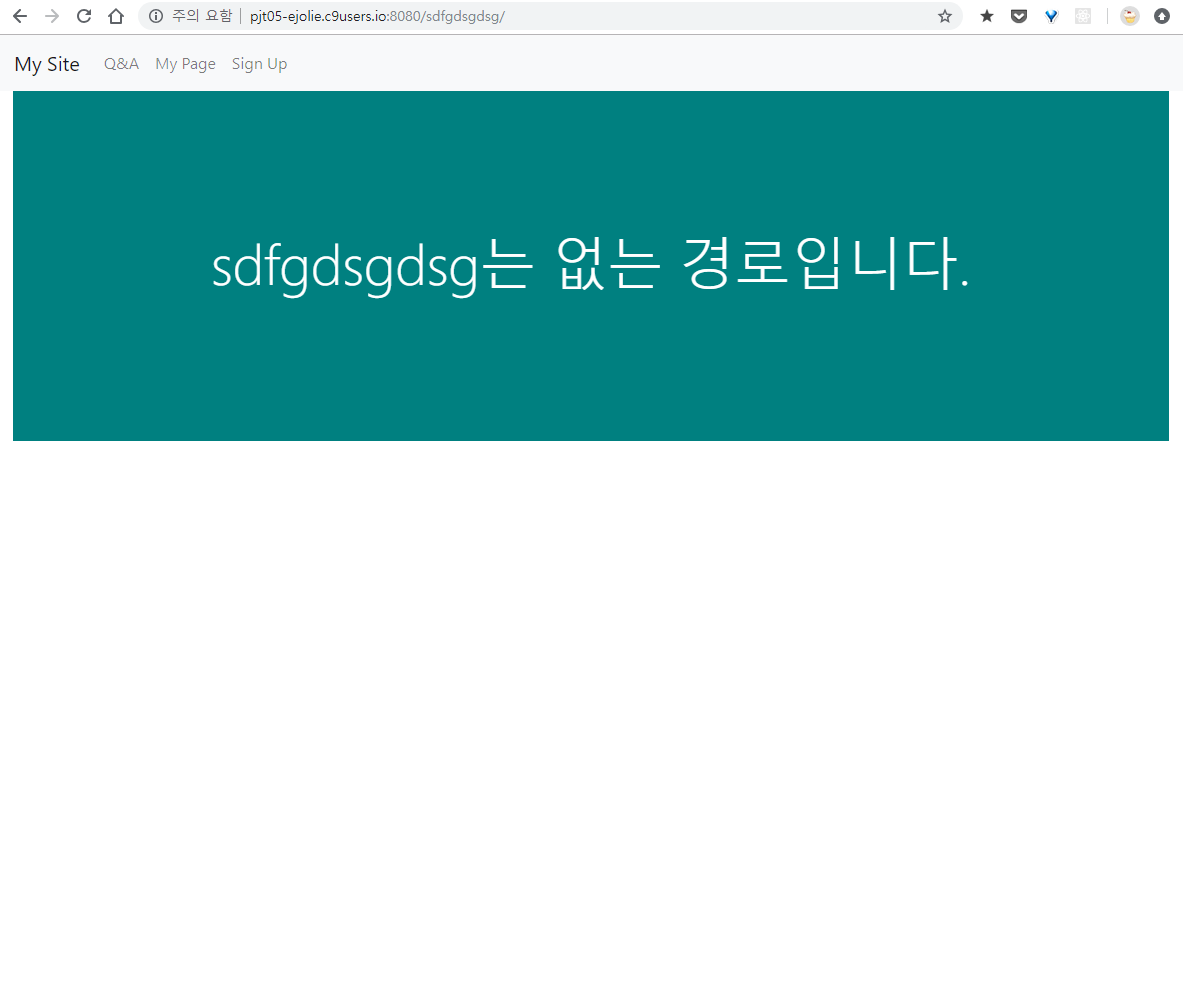 주의 요함 | pjt05-ejolie.c9users.io:8080/sdfgdsgdsg/
My Site Q&A My Page Sign Up
sdfgdsgdsg는 없는 경로입니다.